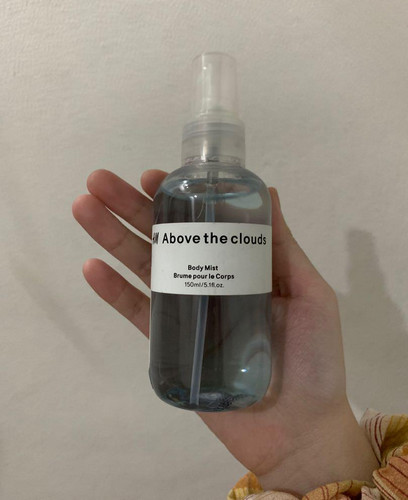 Above the clouds
Body Mist
Brume pour le Corps
150ml/5.1fl.oz.